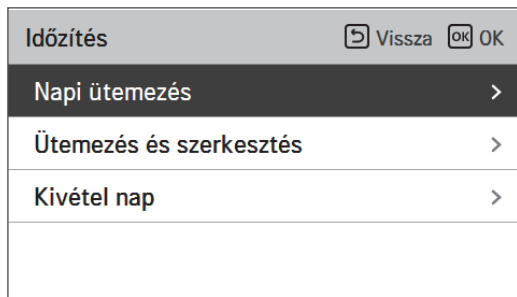 Időzítés Vissza OK OK
Napi ütemezés >
Ütemezés és szerkesztés >
Kivétel nap >